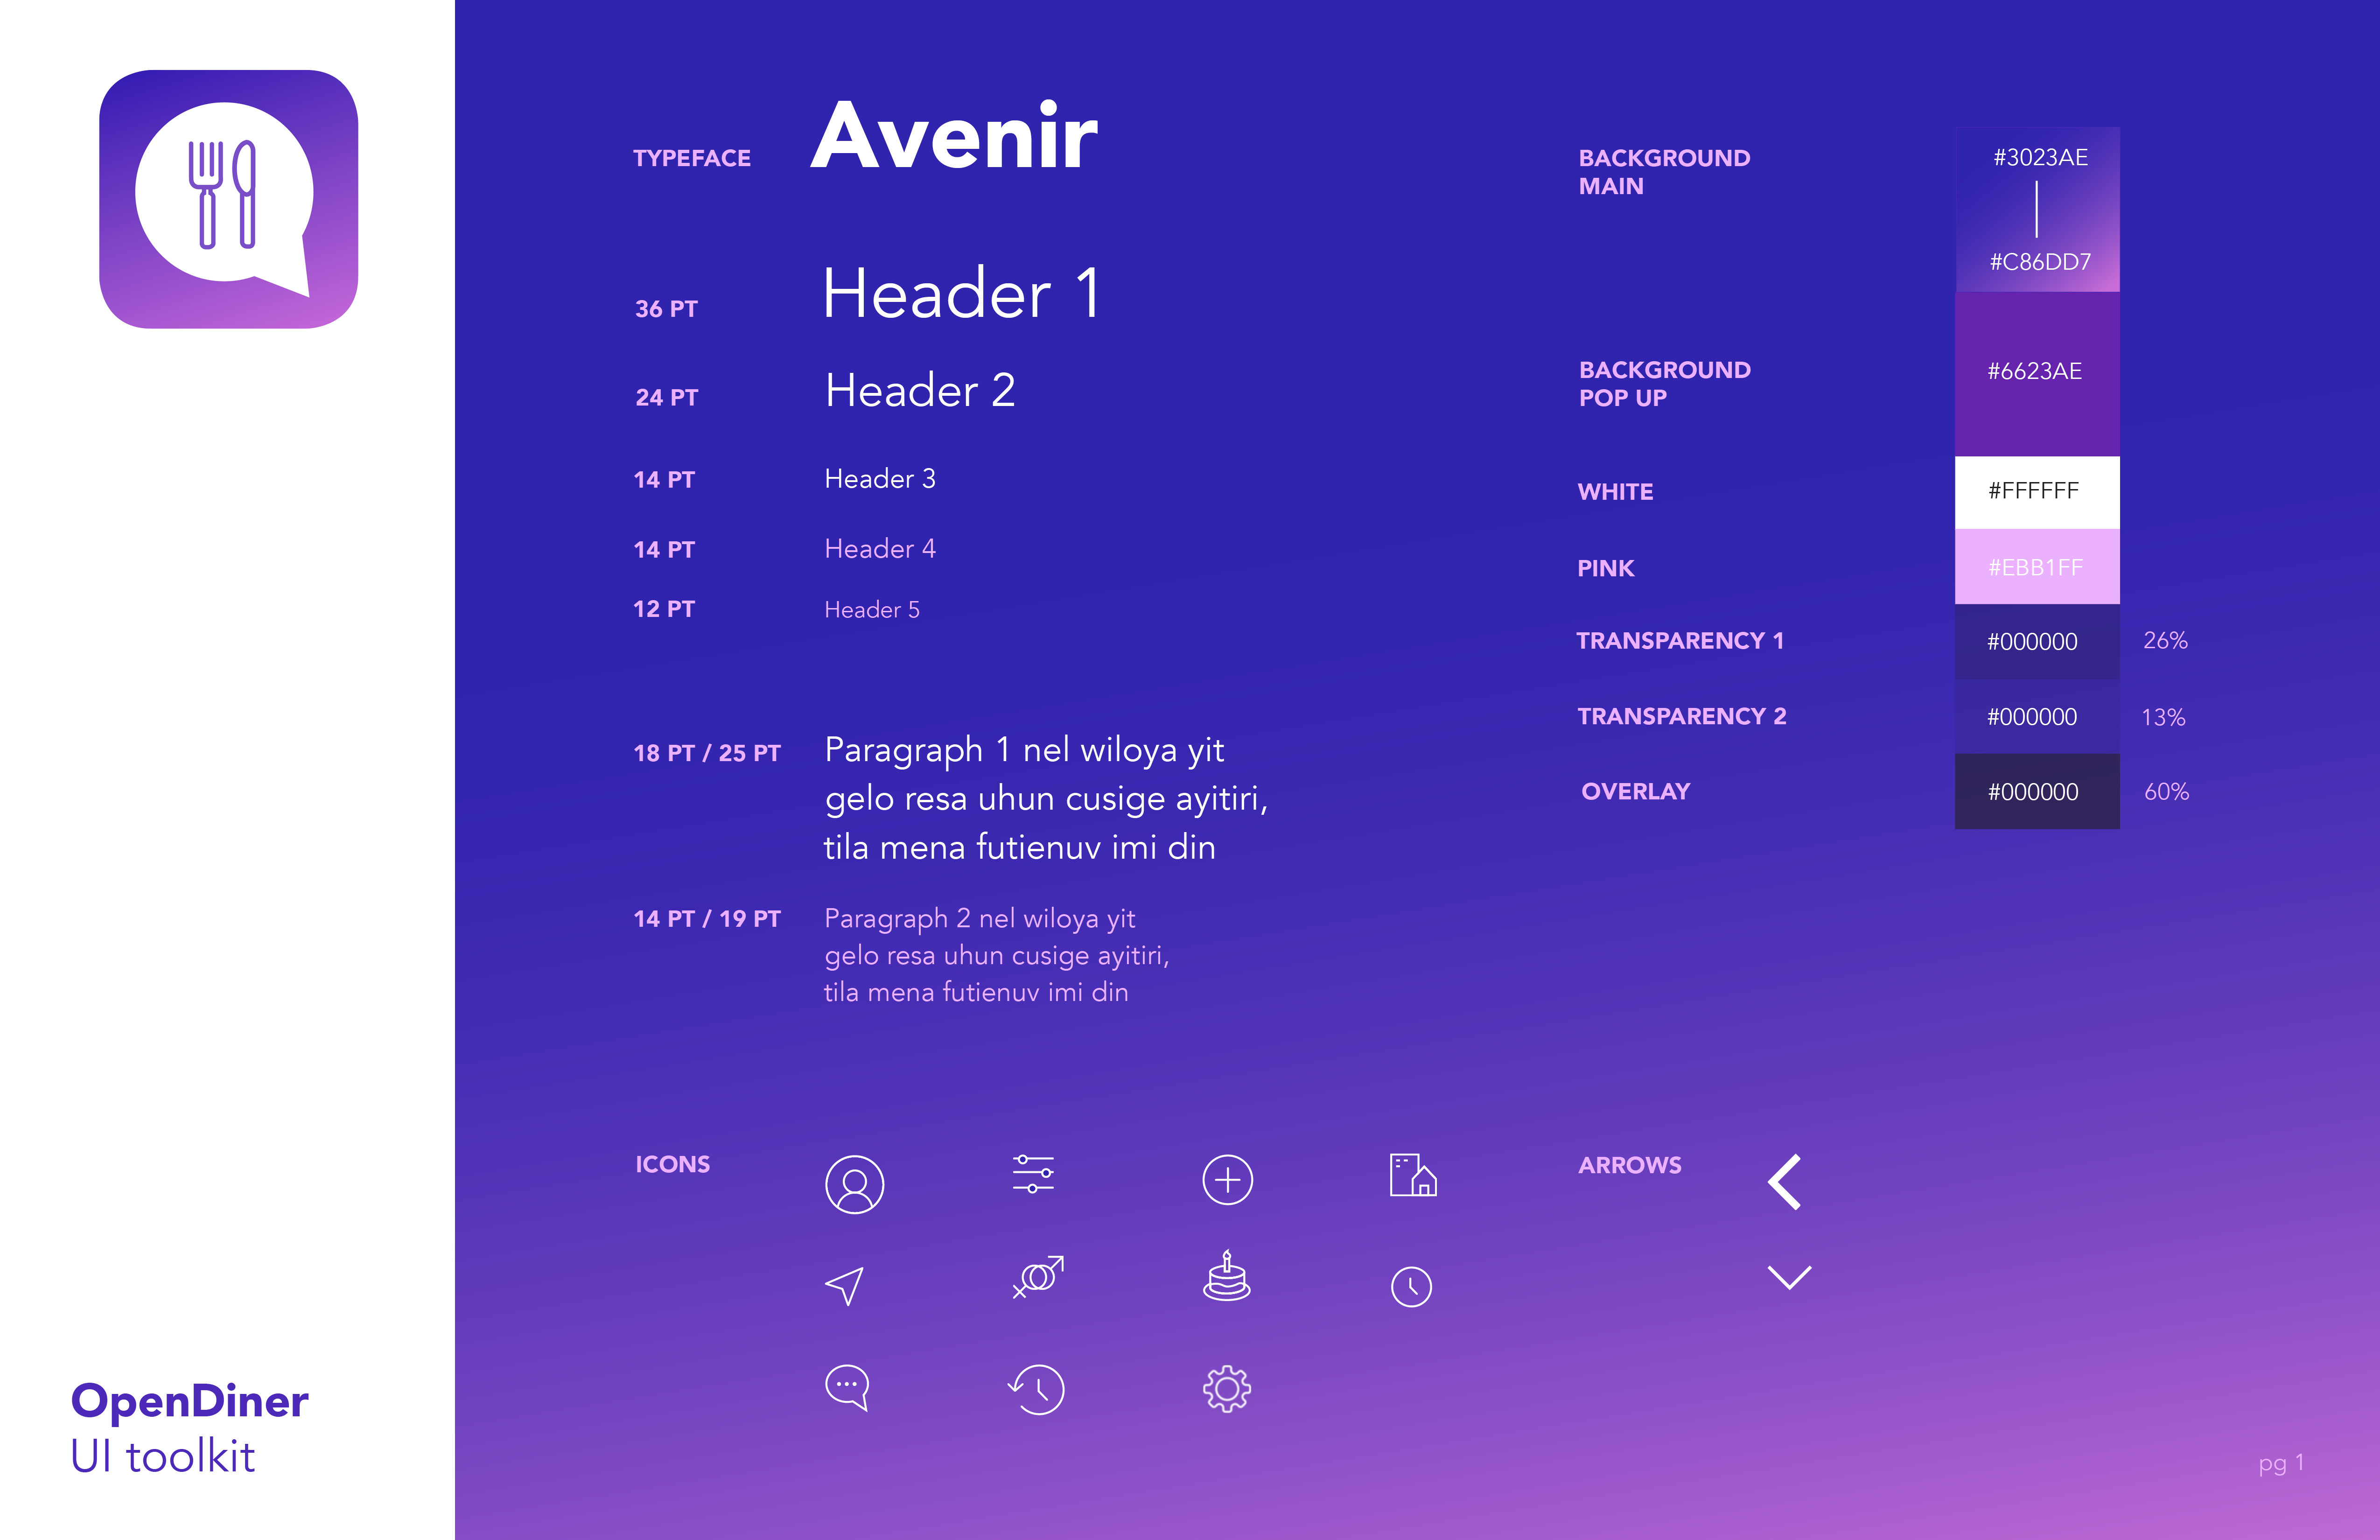 OpenDiner
UI toolkit
TYPEFACE
Avenir
36 PT
Header 1
24 PT
Header 2
14 PT
Header 3
14 PT
Header 4
12 PT
Header 5
18 PT / 25 PT
Paragraph 1 nel wiloya yit
gelo resa uhun cusige ayitiri,
tila mena futienuv imi din
14 PT / 19 PT
Paragraph 2 nel wiloya yit
gelo resa uhun cusige ayitiri,
tila mena futienuv imi din
BACKGROUND
MAIN
#3023AE
#C86DD7
BACKGROUND
POP UP
#6623AE
WHITE
#FFFFFF
PINK
#EBB1FF
TRANSPARENCY 1
#000000
26%
TRANSPARENCY 2
#000000
13%
OVERLAY
#000000
60%
ICONS
ARROWS
pg 1